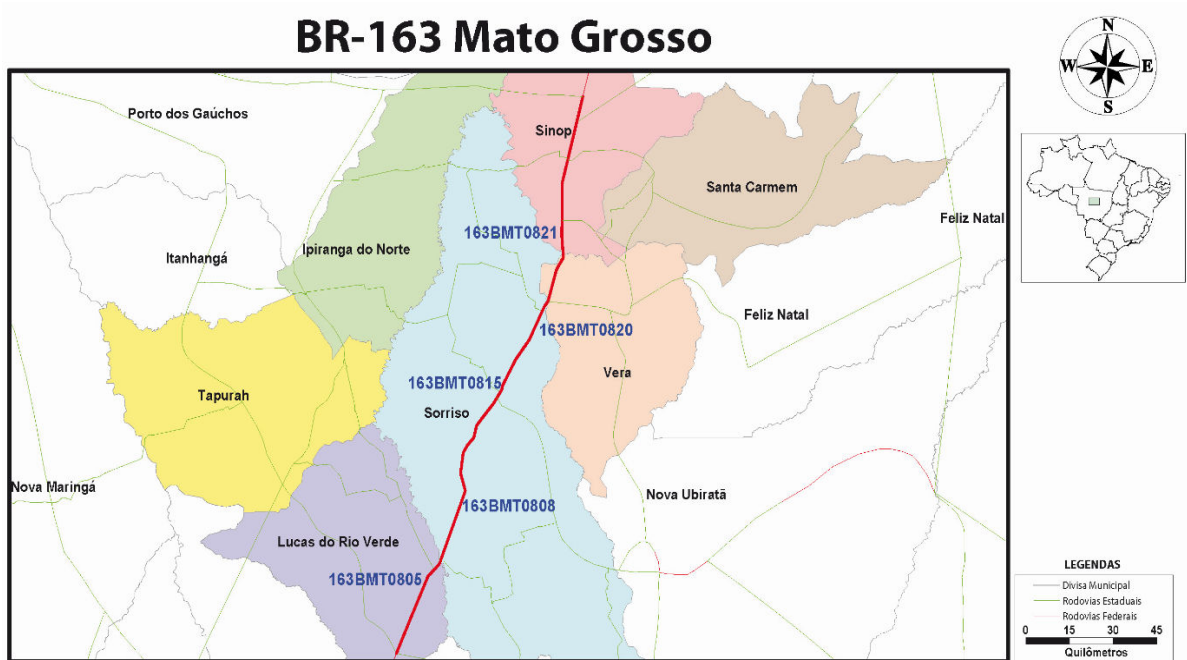 BR-163 Mato Grosso
N
W
E
S
Porto dos Gaúchos
Sinop
Santa Carmem
Feliz Natal
163BMT0821
Ipiranga do Norte
Itanhangá
Feliz Natal
163BMT0820
Vera
163BMT0815
Tapurah
Sorriso
Nova Maringá
Nova Ubiratã
163BMT0808
Lucas do Rio Verde
163BMT0805
LEGENDAS
Divisa Municipal
Rodovias Estaduais
Rodovias Federais
0 15 30 45
Quilômetros